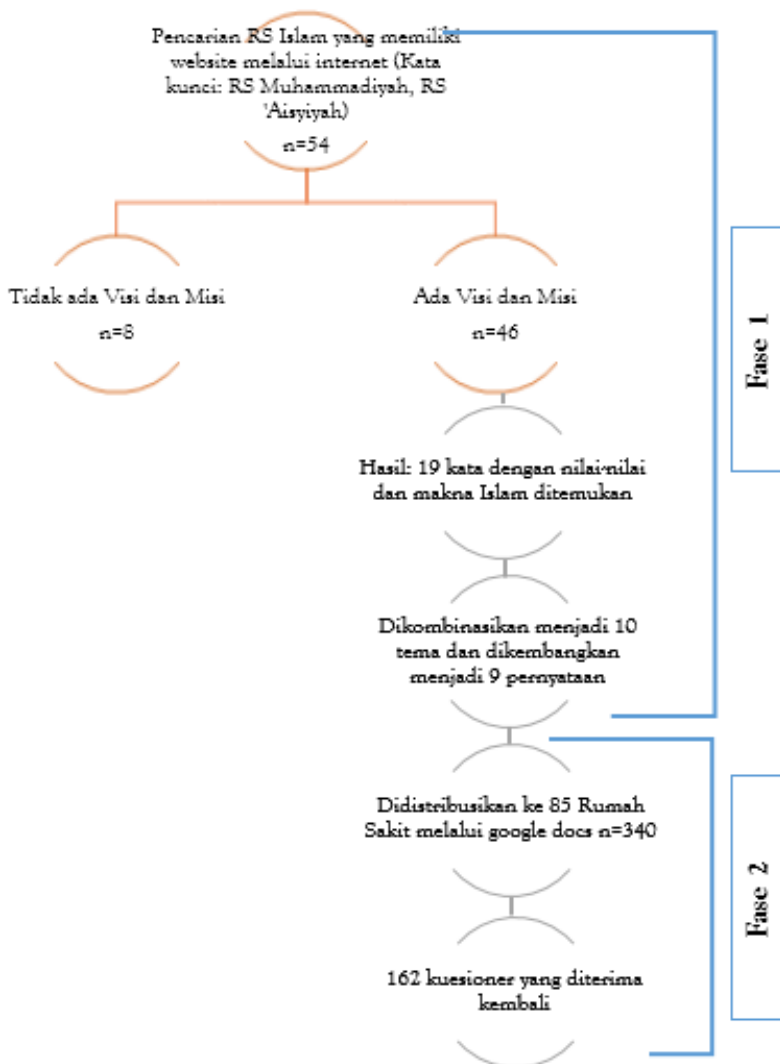 Pencarian RS Islam yang memiliki
website melalui internet (Kata
kunci: RS Muhammadiyah, RS
'Aisyiyah)
n=54
Tidak ada Visi dan Misi
n=8
Ada Visi dan Misi
n=46
Hasil: 19 kata dengan nilai-nilai
dan makna Islam ditemukan
Dikombinasikan menjadi 10
tema dan dikembangkan
menjadi 9 pernyataan
Fase 1
Didistribusikan ke 85 Rumah
Sakit melalui google docs n=340
162 kuesioner yang diterima
kembali
Fase 2